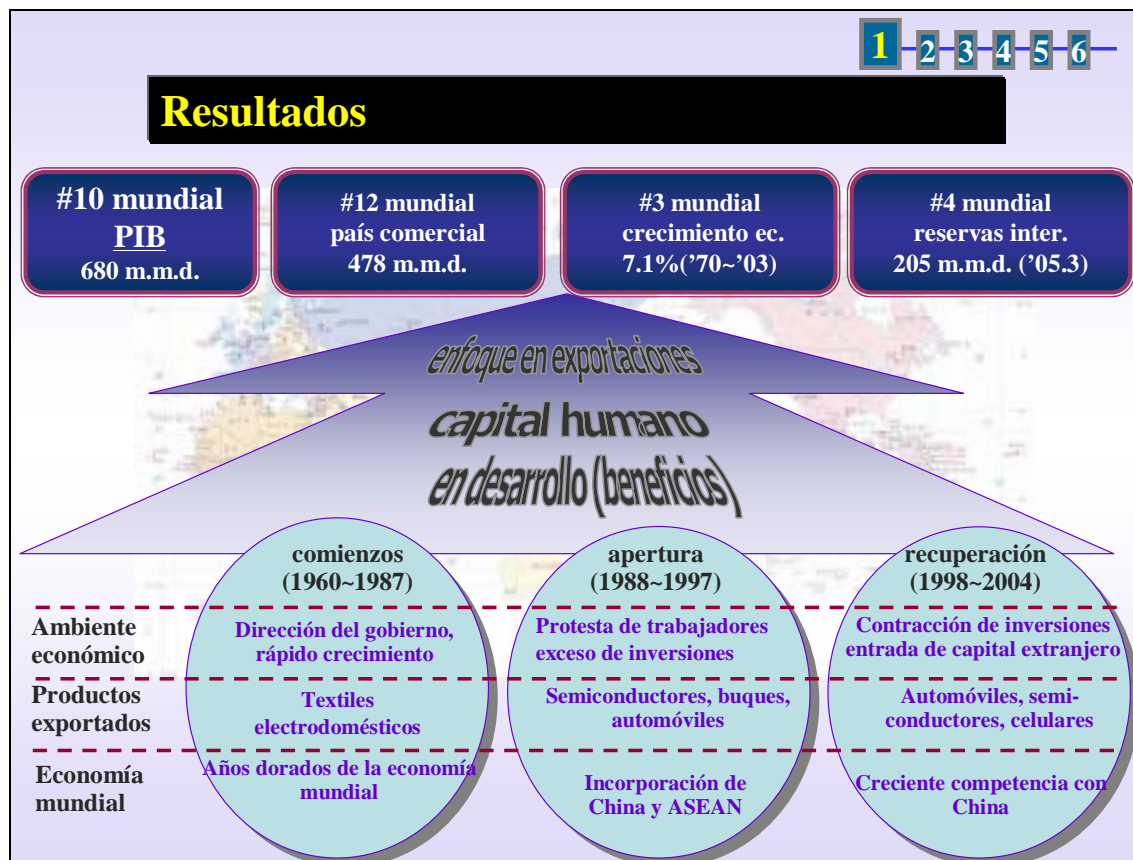 1 2 3 4 5 6
Resultados
#10 mundial
PIB
680 m.m.d.
#12 mundial
país comercial
478 m.m.d.
#3 mundial
crecimiento ec.
7.1%(’70~’03)
#4 mundial
reservas inter.
205 m.m.d. (’05.3)
enfoque en exportaciones
capital humano
en desarrollo (beneficios)
comienzos
(1960~1987)
apertura
(1988~1997)
recuperación
(1998~2004)
Ambiente
económico
Dirección del gobierno,
rápido crecimiento
Protesta de trabajadores
exceso de inversiones
Contracción de inversiones
entrada de capital extranjero
Productos
exportados
Textiles
electrodomésticos
Semiconductores, buques,
automóviles
Automóviles, semi-
conductores, celulares
Economía
mundial
Años dorados de la economía
mundial
Incorporación de
China y ASEAN
Creciente competencia con
China